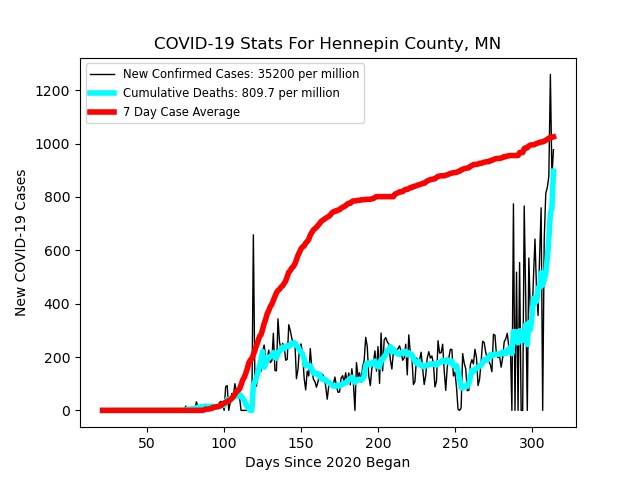 COVID-19 Stats For Hennepin County, MN
New Confirmed Cases: 35200 per million
Cumulative Deaths: 809.7 per million
7 Day Case Average
New COVID-19 Cases
1200
1000
800
600
400
200
0
50 100 150 200 250 300
Days Since 2020 Began